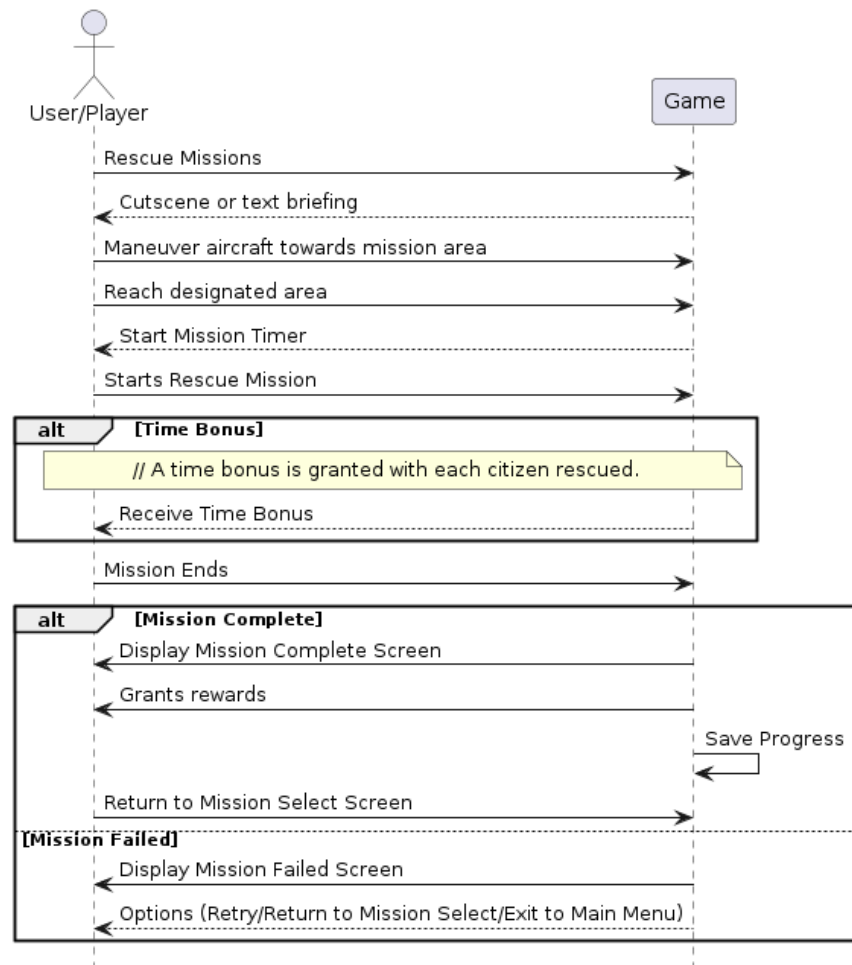 User/Player
Game
Rescue Missions
Cutscene or text briefing
Maneuver aircraft towards mission area
Reach designated area
Start Mission Timer
Starts Rescue Mission
alt [Time Bonus]
// A time bonus is granted with each citizen rescued.
Receive Time Bonus
Mission Ends
alt [Mission Complete]
Display Mission Complete Screen
Grants rewards
Save Progress
Return to Mission Select Screen
[Mission Failed]
Display Mission Failed Screen
Options (Retry/Return to Mission Select/Exit to Main Menu)